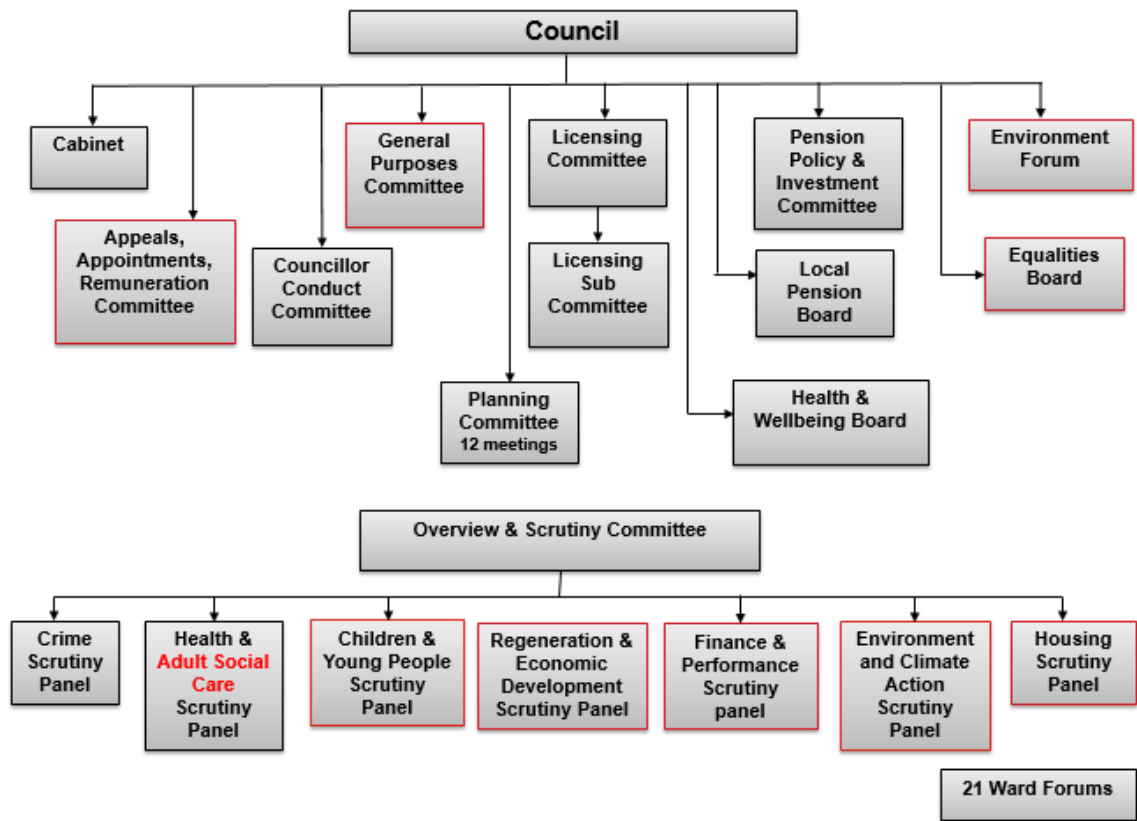 Council
Cabinet
Appeals,
Appointments,
Remuneration
Committee
Councillor
Conduct
Committee
General
Purposes
Committee
Planning
Committee
12 meetings
Licensing
Committee
Licensing
Sub
Committee
Pension
Policy &
Investment
Committee
Local
Pension
Board
Health &
Wellbeing Board
Environment
Forum
Equalities
Board
Overview & Scrutiny Committee
Crime
Scrutiny
Panel
Health &
Adult Social
Care
Scrutiny
Panel
Children &
Young People
Scrutiny
Panel
Regeneration &
Economic
Development
Scrutiny Panel
Finance &
Performance
Scrutiny
panel
Environment
and Climate
Action
Scrutiny
Panel
Housing
Scrutiny
Panel
21 Ward Forums